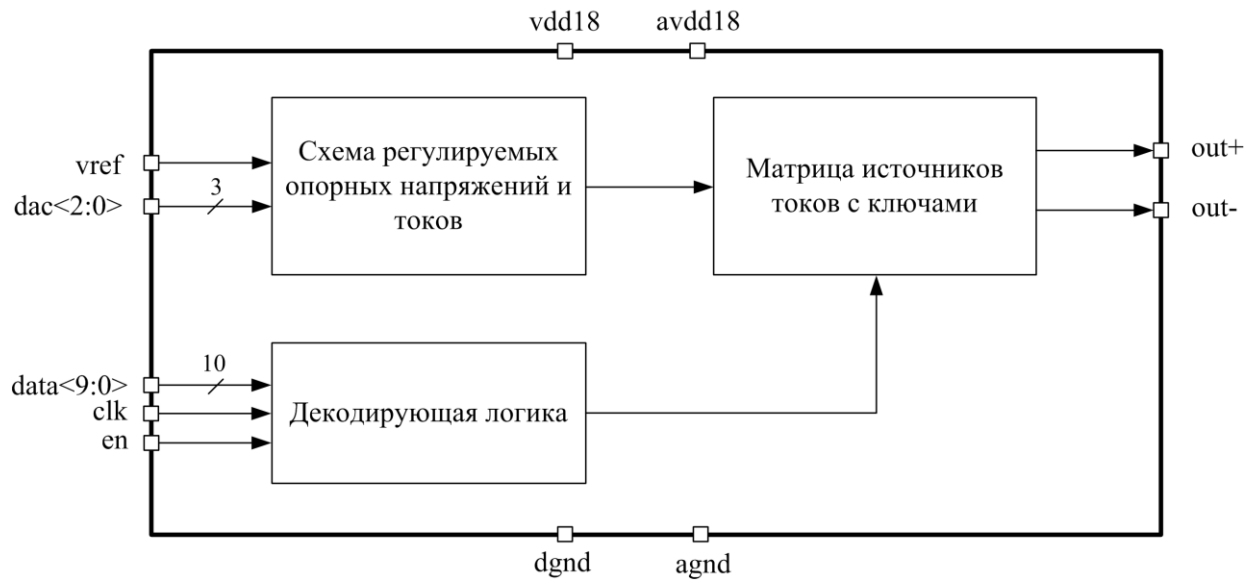 vdd18 avdd18
vref
dac<2:0>
3
Схема регулируемых
опорных напряжений и
токов
Матрица источников
токов с ключами
out+
out-
data<9:0>
10
clk
en
Декодирующая логика
dgnd agnd